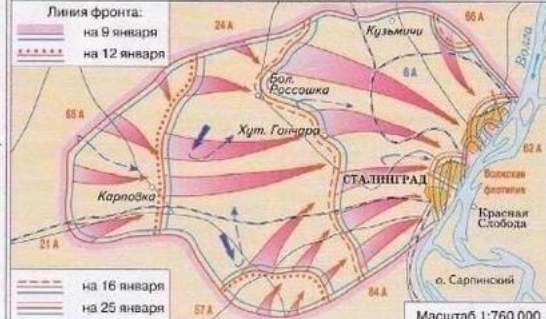 Линия фронта:
на 9 января
на 12 января
24 А
Кузьмичи
66 А
Волга
6 А
Бол.
Россошка
65 А
Хут. Гончара
62 А
СТАЛИНГРАД
Волжская
флотилия
Карповка
Красная
Слобода
21 А
о. Сарпинский
на 16 января
на 25 января
57 А
64 А
Масштаб 1:760 000